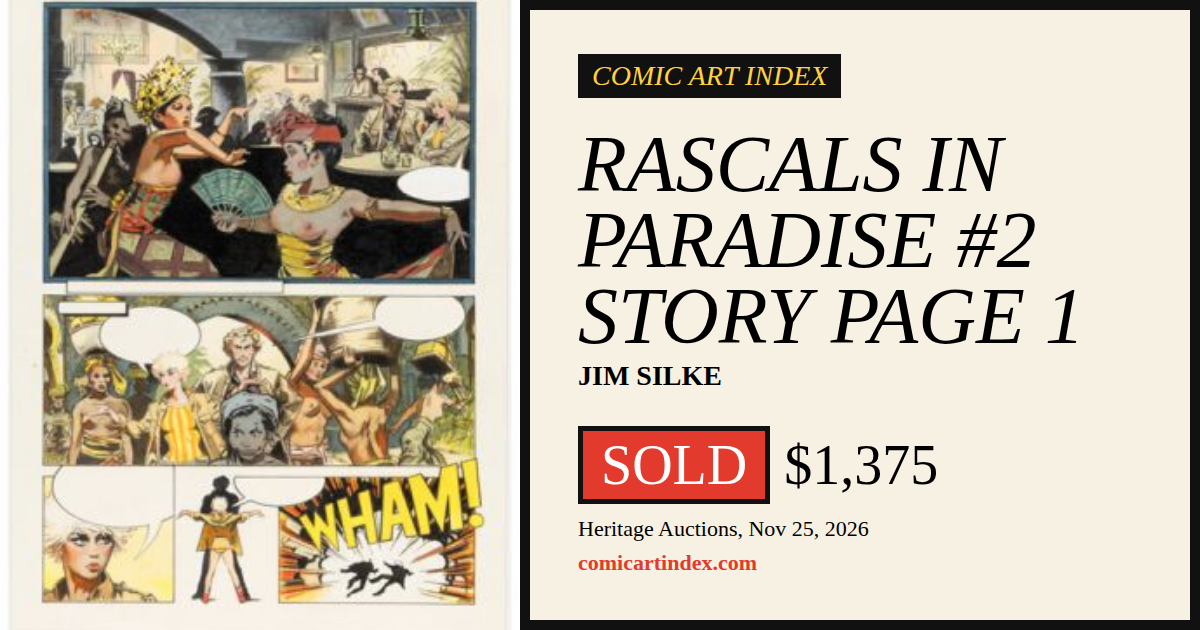 WHAM!
COMIC ART INDEX
RASCALS IN
PARADISE #2
STORY PAGE 1
JIM SILKE
SOLD $1,375
Heritage Auctions, Nov 25, 2026
comicartindex.com